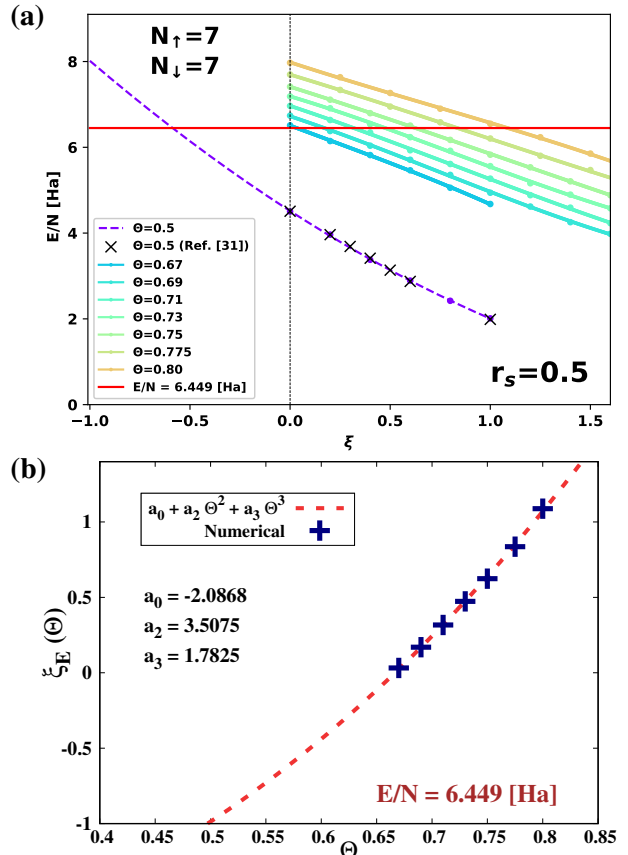 (a)
N↑=7
N↓=7
E/N [Ha]
8
6
4
2
0
Θ=0.5
Θ=0.5 (Ref. [31])
Θ=0.67
Θ=0.69
Θ=0.71
Θ=0.73
Θ=0.75
Θ=0.775
Θ=0.80
E/N = 6.449 [Ha]
rs=0.5
−1.0 −0.5 0.0 0.5 1.0 1.5
ξ
(b)
ξE (Θ)
1
0.5
0
-0.5
-1
a0 + a2 Θ^2 + a3 Θ^3
Numerical
a0 = -2.0868
a2 = 3.5075
a3 = 1.7825
E/N = 6.449 [Ha]
0.4 0.45 0.5 0.55 0.6 0.65 0.7 0.75 0.8 0.85
Θ